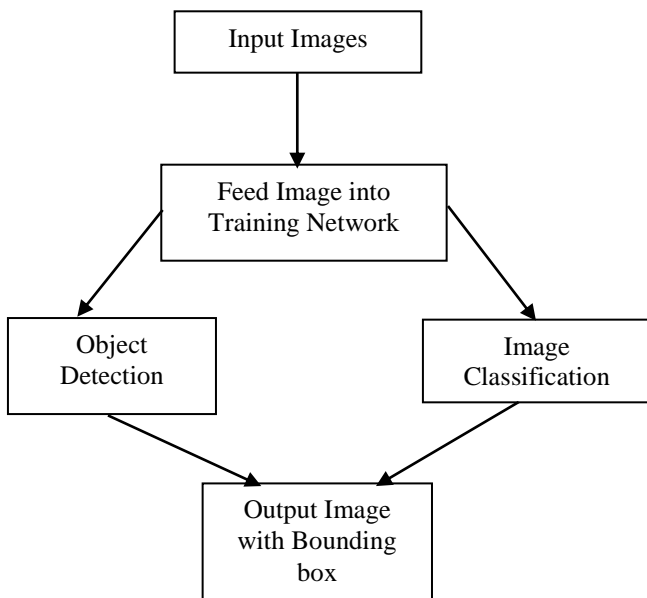 Input Images
Feed Image into
Training Network
Object
Detection
Image
Classification
Output Image
with Bounding
box